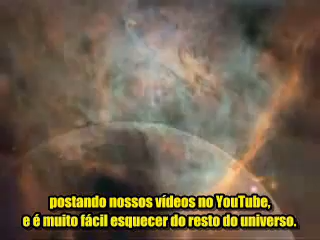 postando nossos vídeos no YouTube,
e é muito fácil esquecer do resto do universo.